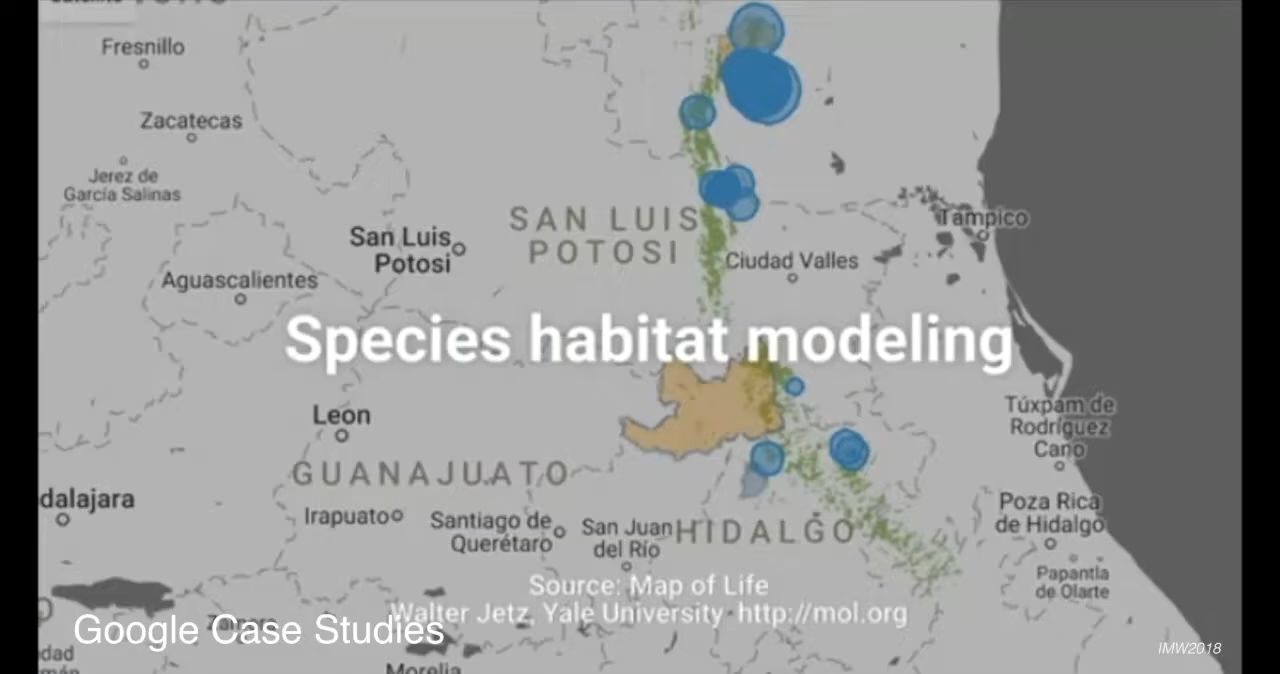 Fresnillo
Zacatecas
Jerez de
García Salinas
SAN LUIS
POTOSI
Tampico
San Luis
Potosi
Ciudad Valles
Aguascalientes
Species habitat modeling
Leon
Túxpam de
Rodríguez
Cano
GUANAJUATO
dalajara
Irapuato
Santiago de
Querétaro
San Juan
del Río
HIDALGO
Poza Rica
de Hidalgo
Papantla
de Olarte
Source: Map of Life
Walter Jetz, Yale University http://mol.org
Google Case Studies
IMW2018
dad
Morelia